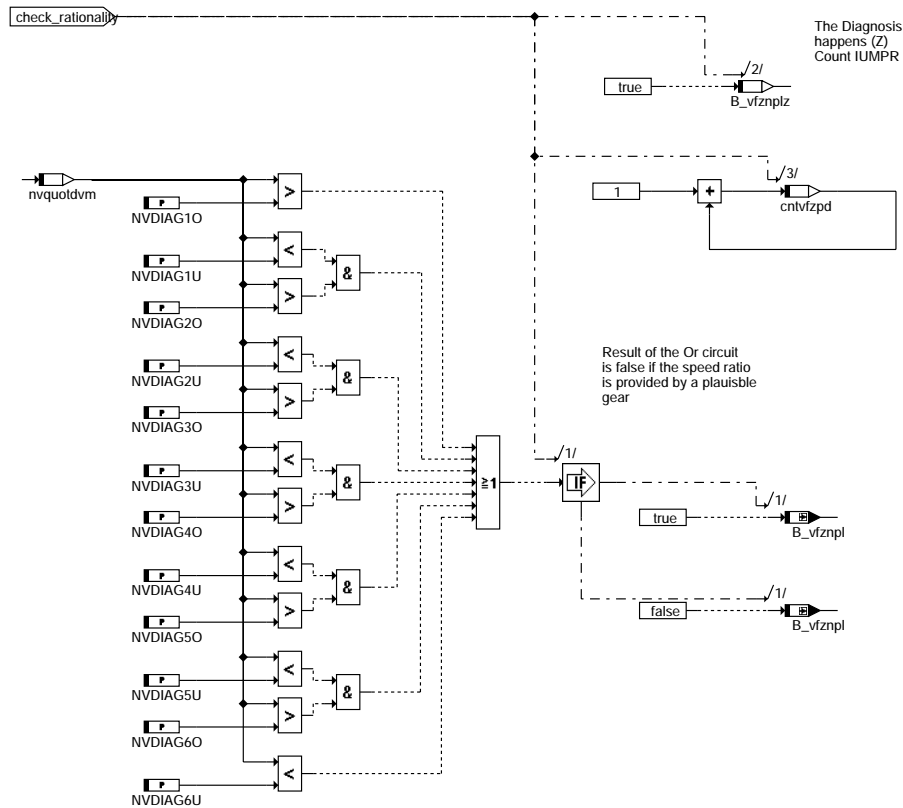 check_rationality
The Diagnosis
happens (Z)
Count IUMPR
/2/
true
B_vfznplz
nvquotdvm
/3/
1
+
cntvfzpd
>
P
NVDIAG1O
<
P
NVDIAG1U
&
>
P
NVDIAG2O
<
P
NVDIAG2U
&
>
P
NVDIAG3O
Result of the Or circuit
is false if the speed ratio
is provided by a plauisble
gear
<
P
NVDIAG3U
&
>
P
NVDIAG4O
≥1
/1/
IF
/1/
true
B_vfznpl
<
P
NVDIAG4U
&
>
P
NVDIAG5O
/1/
false
B_vfznpl
<
P
NVDIAG5U
&
>
P
NVDIAG6O
<
P
NVDIAG6U